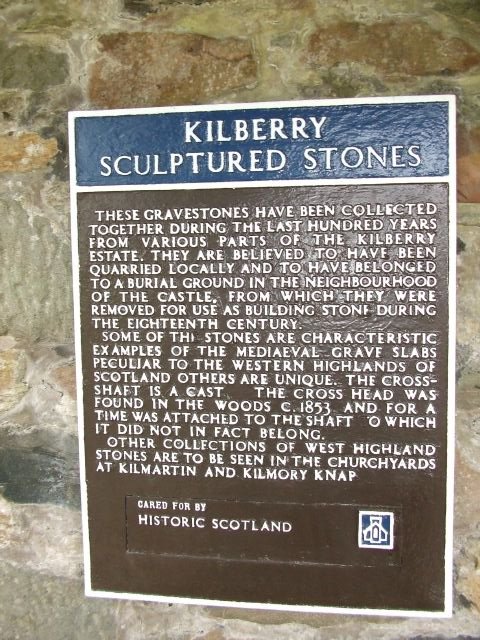 KILBERRY
SCULPTURED STONES
THESE GRAVESTONES HAVE BEEN COLLECTED
TOGETHER DURING THE LAST HUNDRED YEARS
FROM VARIOUS PARTS OF THE KILBERRY
ESTATE. THEY ARE BELIEVED TO HAVE BEEN
QUARRIED LOCALLY AND TO HAVE BELONGED
TO A BURIAL GROUND IN THE NEIGHBOURHOOD
OF THE CASTLE, FROM WHICH THEY WERE
REMOVED FOR USE AS BUILDING STONE DURING
THE EIGHTEENTH CENTURY.
SOME OF THE STONES ARE CHARACTERISTIC
EXAMPLES OF THE MEDIAEVAL GRAVE SLABS
PECULIAR TO THE WESTERN HIGHLANDS OF
SCOTLAND OTHERS ARE UNIQUE. THE CROSS-
SHAFT IS A CAST THE CROSS HEAD WAS
FOUND IN THE WOODS C.1853 AND FOR A
TIME WAS ATTACHED TO THE SHAFT O WHICH
IT DID NOT IN FACT BELONG.
OTHER COLLECTIONS OF WEST HIGHLAND
STONES ARE TO BE SEEN IN THE CHURCHYARDS
AT KILMARTIN AND KILMORY KNAP
CARED FOR BY
HISTORIC SCOTLAND